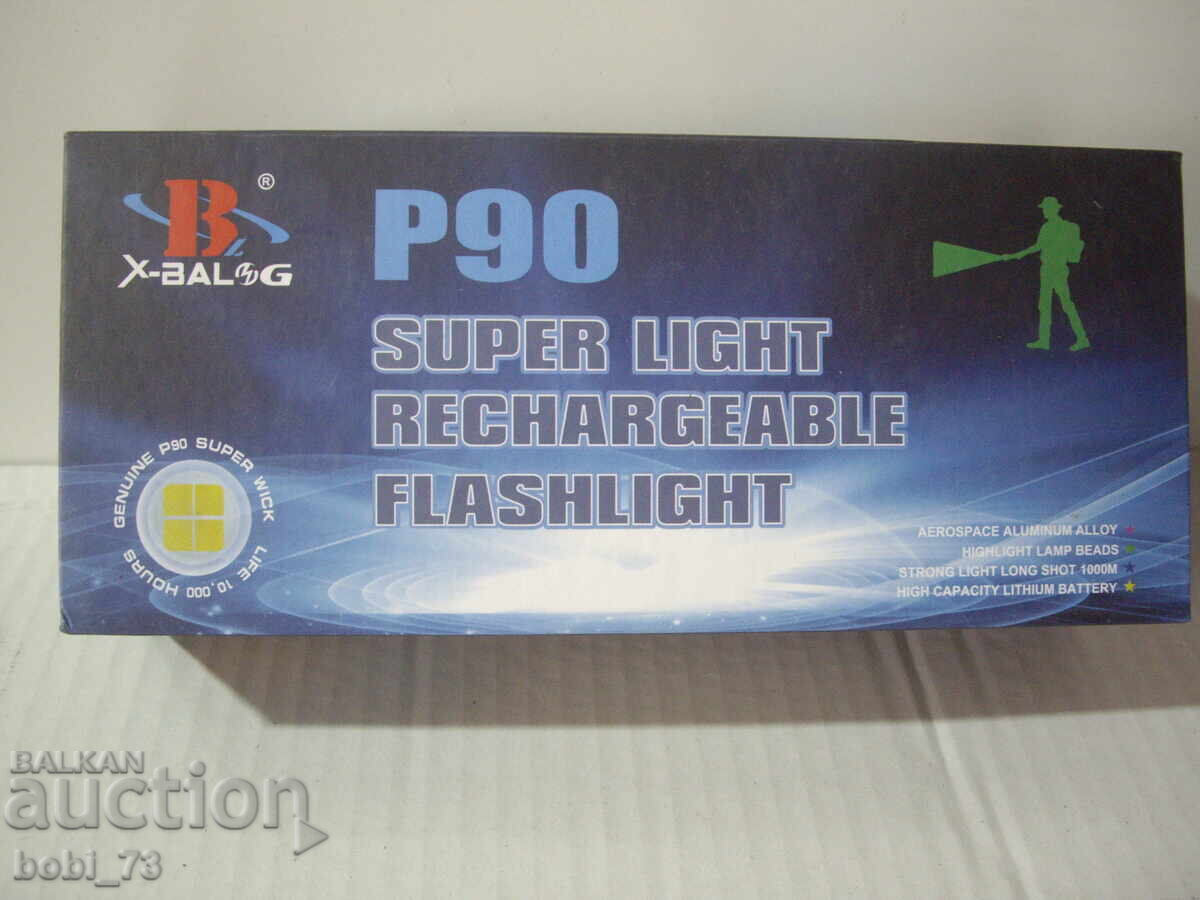 B
®
X-BALOG
P90
SUPER LIGHT
RECHARGEABLE
FLASHLIGHT
GENUINE P90 SUPER WICK LIFE 10,000 HOURS
AEROSPACE ALUMINUM ALLOY
HIGHLIGHT LAMP BEADS
STRONG LIGHT LONG SHOT 1000M
HIGH CAPACITY LITHIUM BATTERY
BALKAN
auction
bobi_73